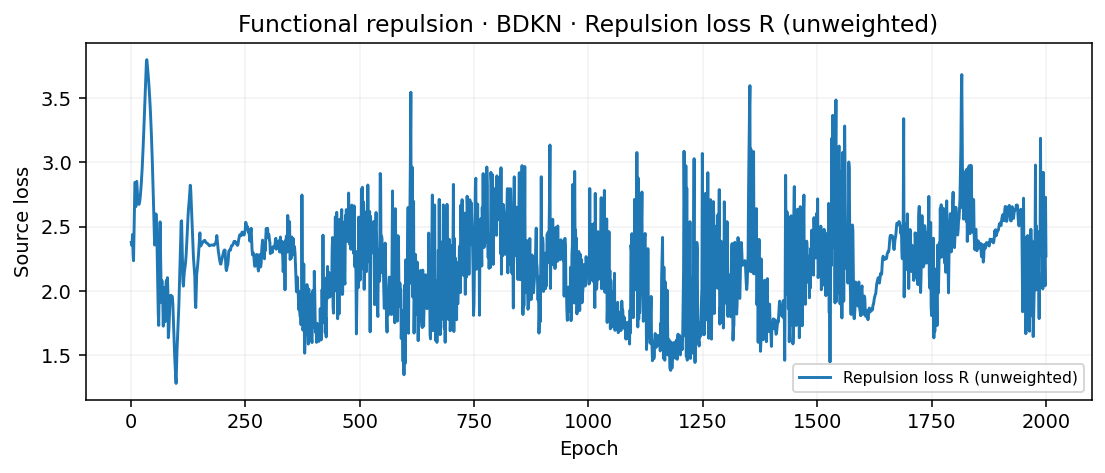 Functional repulsion · BDKN · Repulsion loss R (unweighted)
Source loss
3.5
3.0
2.5
2.0
1.5
0 250 500 750 1000 1250 1500 1750 2000
Epoch
Repulsion loss R (unweighted)